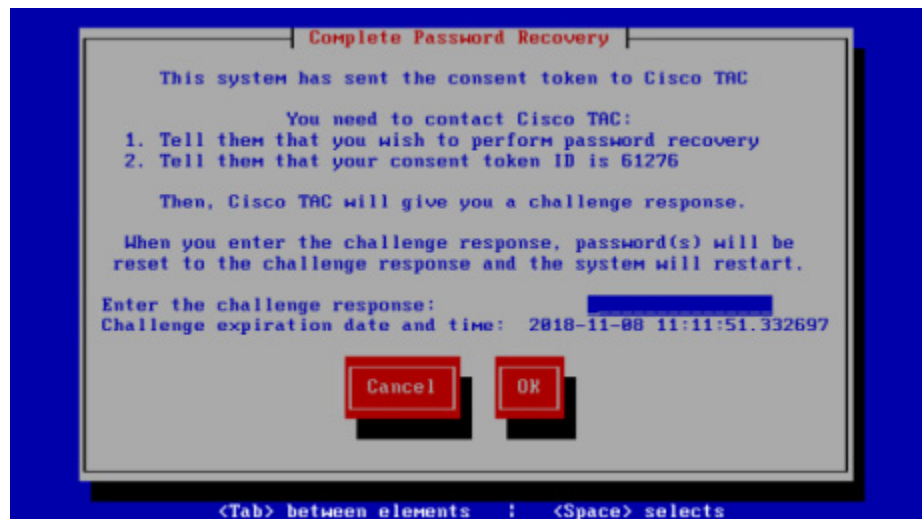 Complete Password Recovery
This system has sent the consent token to Cisco TAC
You need to contact Cisco TAC:
1. Tell them that you wish to perform password recovery
2. Tell them that your consent token ID is 61276
Then, Cisco TAC will give you a challenge response.
When you enter the challenge response, password(s) will be
reset to the challenge response and the system will restart.
Enter the challenge response:
Challenge expiration date and time: 2018-11-08 11:11:51.332697
Cancel OK
<Tab> between elements ¦ <Space> selects